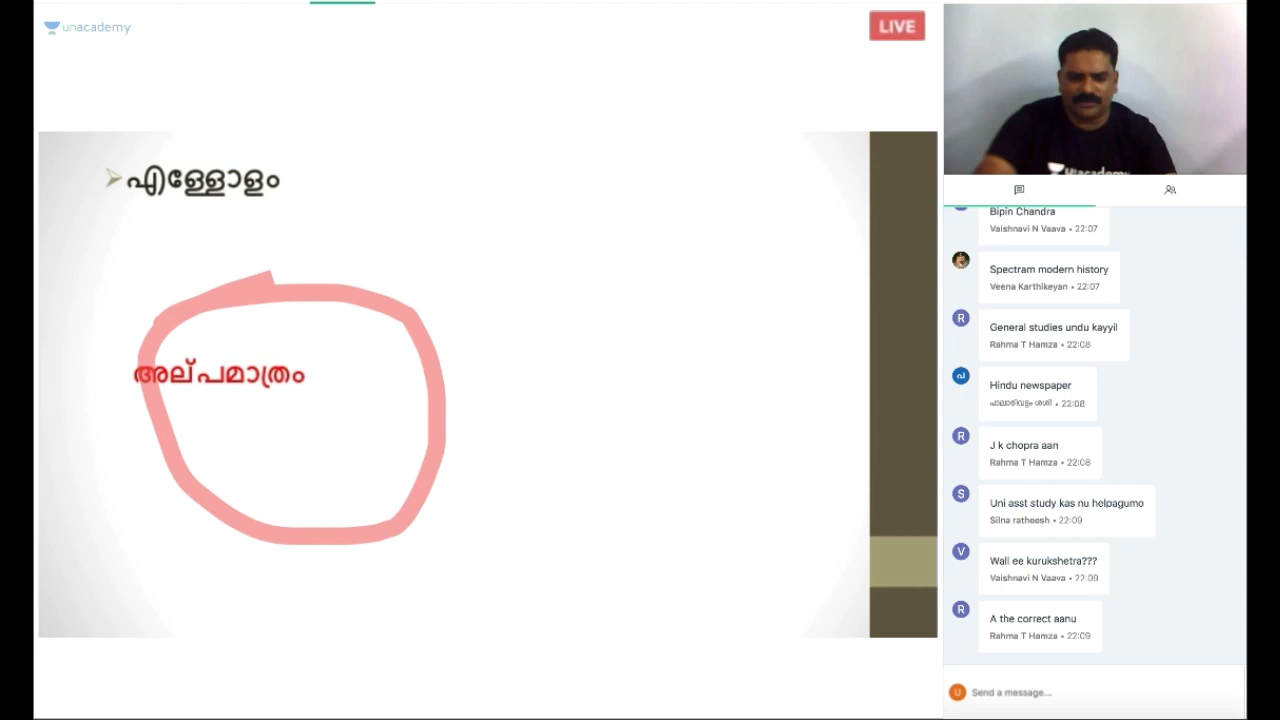 unacademy
LIVE
എള്ളോളം
അല്പമാത്രം
Unacademy
Bipin Chandra
Vaishnavi N Vaava • 22:07
Spectram modern history
Veena Karthikeyan • 22:07
R
General studies undu kayyil
Rahma T Hamza • 22:08
പ
Hindu newspaper
പാലാരിവട്ടം ശശി • 22:08
R
J k chopra aan
Rahma T Hamza • 22:08
S
Uni asst study kas nu helpagumo
Silna ratheesh • 22:09
V
Wall ee kurukshetra???
Vaishnavi N Vaava • 22:09
R
A the correct aanu
Rahma T Hamza • 22:09
U
Send a message...